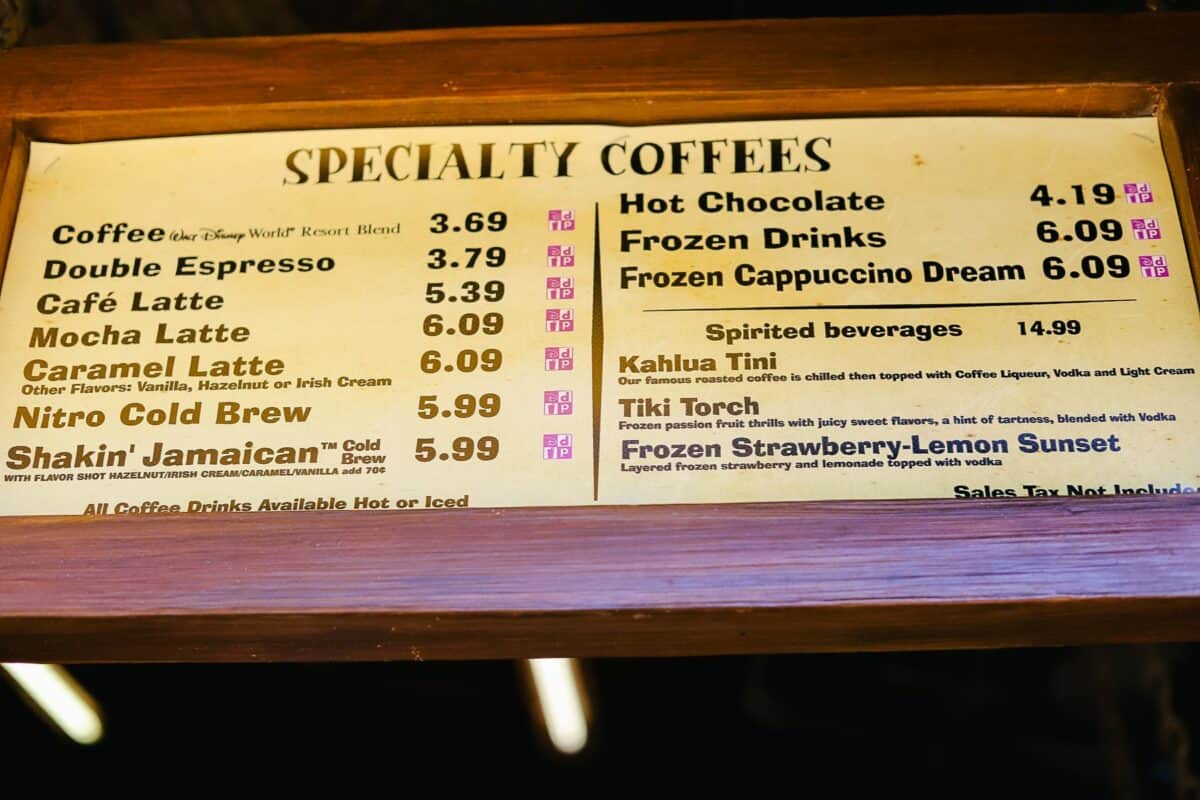 SPECIALTY COFFEES
Coffee Walt Disney World® Resort Blend 3.69
Double Espresso 3.79
Café Latte 5.39
Mocha Latte 6.09
Caramel Latte 6.09
Other Flavors: Vanilla, Hazelnut or Irish Cream
Nitro Cold Brew 5.99
Shakin' Jamaican™ Cold Brew 5.99
WITH FLAVOR SHOT HAZELNUT/IRISH CREAM/CARAMEL/VANILLA add 70¢
All Coffee Drinks Available Hot or Iced
Hot Chocolate 4.19
Frozen Drinks 6.09
Frozen Cappuccino Dream 6.09
Spirited beverages 14.99
Kahlua Tini
Our famous roasted coffee is chilled then topped with Coffee Liqueur, Vodka and Light Cream
Tiki Torch
Frozen passion fruit thrills with juicy sweet flavors, a hint of tartness, blended with Vodka
Frozen Strawberry-Lemon Sunset
Layered frozen strawberry and lemonade topped with vodka
Sales Tax Not Include